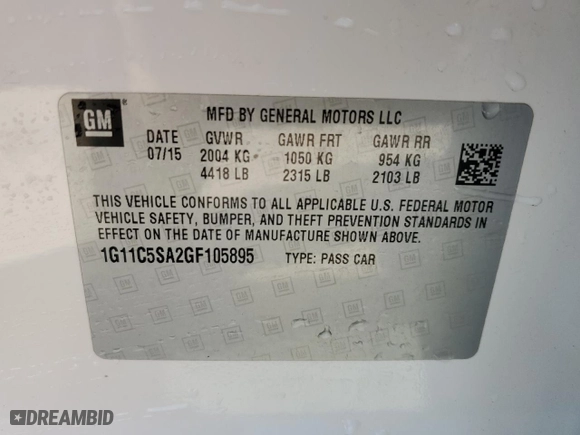 GM
MFD BY GENERAL MOTORS LLC
DATE GVWR GAWR FRT GAWR RR
07/15 2004 KG 1050 KG 954 KG
4418 LB 2315 LB 2103 LB
THIS VEHICLE CONFORMS TO ALL APPLICABLE U.S. FEDERAL MOTOR
VEHICLE SAFETY, BUMPER, AND THEFT PREVENTION STANDARDS IN
EFFECT ON THE DATE OF MANUFACTURE SHOWN ABOVE.
1G11C5SA2GF105895 TYPE: PASS CAR
DREAMBID